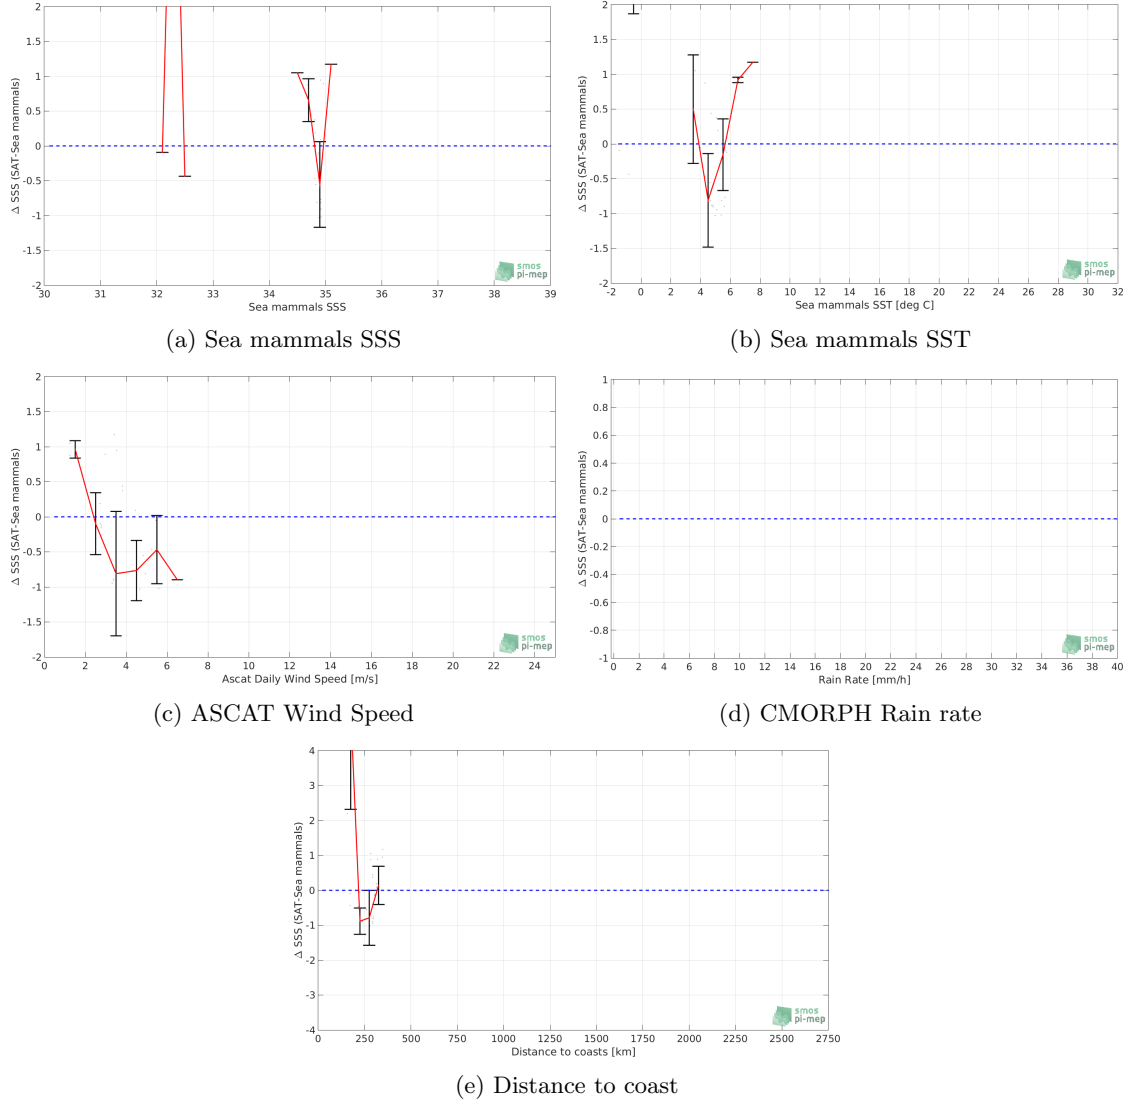 2
1.5
1
0.5
0
-0.5
-1
-1.5
-2
Δ SSS (SAT-Sea mammals)
30 31 32 33 34 35 36 37 38 39
Sea mammals SSS
smos
pi-mep
(a) Sea mammals SSS
2
1.5
1
0.5
0
-0.5
-1
-1.5
-2
Δ SSS (SAT-Sea mammals)
-2 0 2 4 6 8 10 12 14 16 18 20 22 24 26 28 30 32
Sea mammals SST [deg C]
smos
pi-mep
(b) Sea mammals SST
2
1.5
1
0.5
0
-0.5
-1
-1.5
-2
Δ SSS (SAT-Sea mammals)
0 2 4 6 8 10 12 14 16 18 20 22 24
Ascat Daily Wind Speed [m/s]
smos
pi-mep
(c) ASCAT Wind Speed
1
0.8
0.6
0.4
0.2
0
-0.2
-0.4
-0.6
-0.8
-1
Δ SSS (SAT-Sea mammals)
0 2 4 6 8 10 12 14 16 18 20 22 24 26 28 30 32 34 36 38 40
Rain Rate [mm/h]
smos
pi-mep
(d) CMORPH Rain rate
4
3
2
1
0
-1
-2
-3
-4
Δ SSS (SAT-Sea mammals)
0 250 500 750 1000 1250 1500 1750 2000 2250 2500 2750
Distance to coasts [km]
smos
pi-mep
(e) Distance to coast